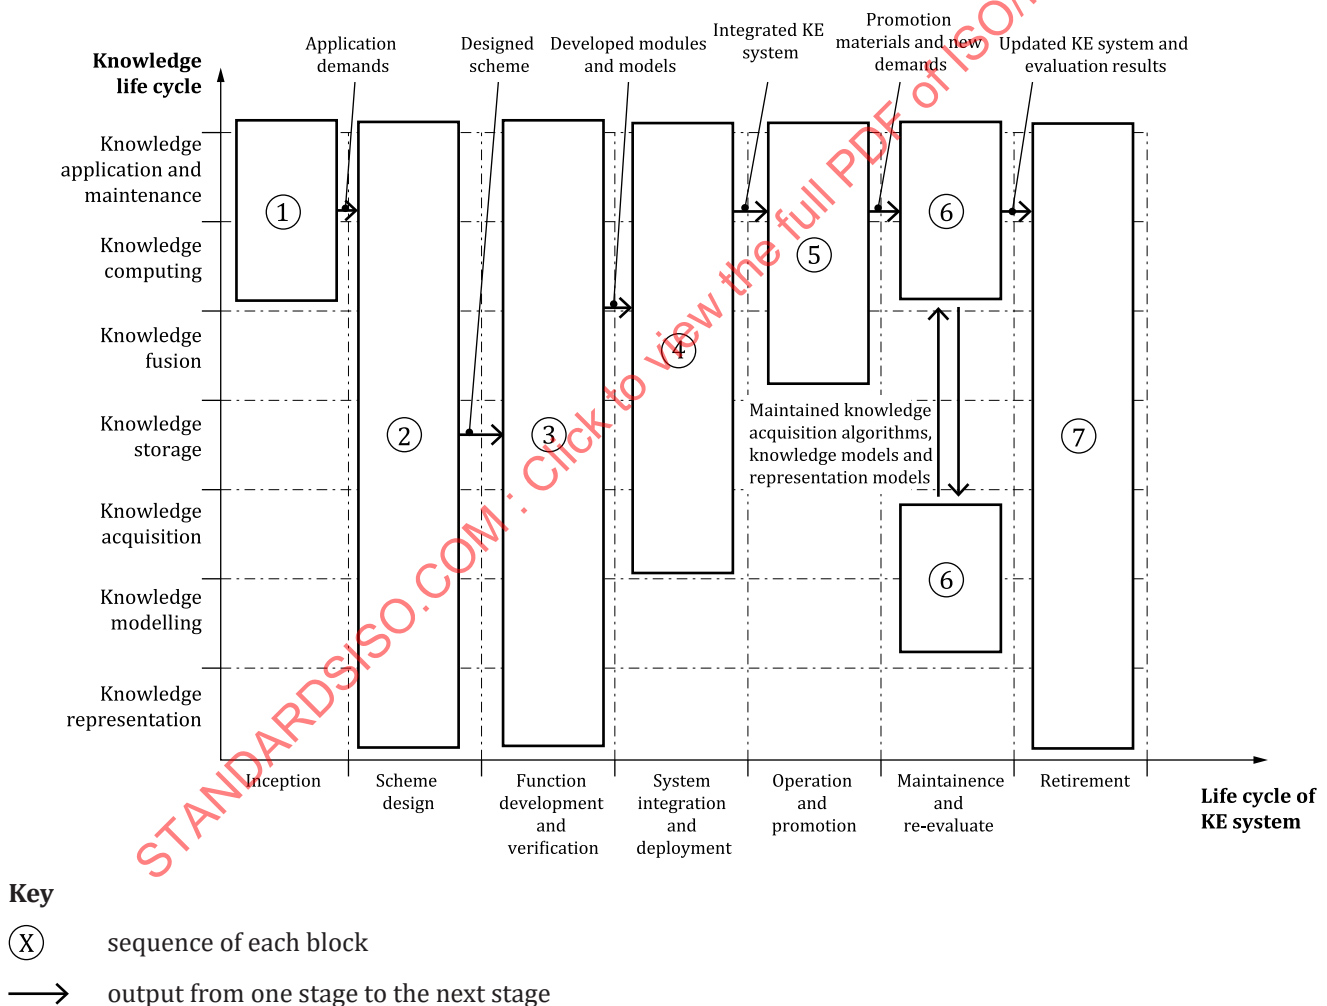 Knowledge
life cycle
Application
demands
Designed
scheme
Developed modules
and models
Integrated KE
system
Promotion
materials and new
demands
Updated KE system and
evaluation results
Knowledge
application and
maintenance
Knowledge
computing
Knowledge
fusion
Knowledge
storage
Knowledge
acquisition
Knowledge
modelling
Knowledge
representation
1
2
3
4
5
6
Maintained knowledge
acquisition algorithms,
knowledge models and
representation models
6
7
Inception
Scheme
design
Function
development
and
verification
System
integration
and
deployment
Operation
and
promotion
Maintainence
and
re-evaluate
Retirement
Life cycle of
KE system
STANDARDSISO.COM : Click to view the full PDF of ISO/
Key
X sequence of each block
output from one stage to the next stage